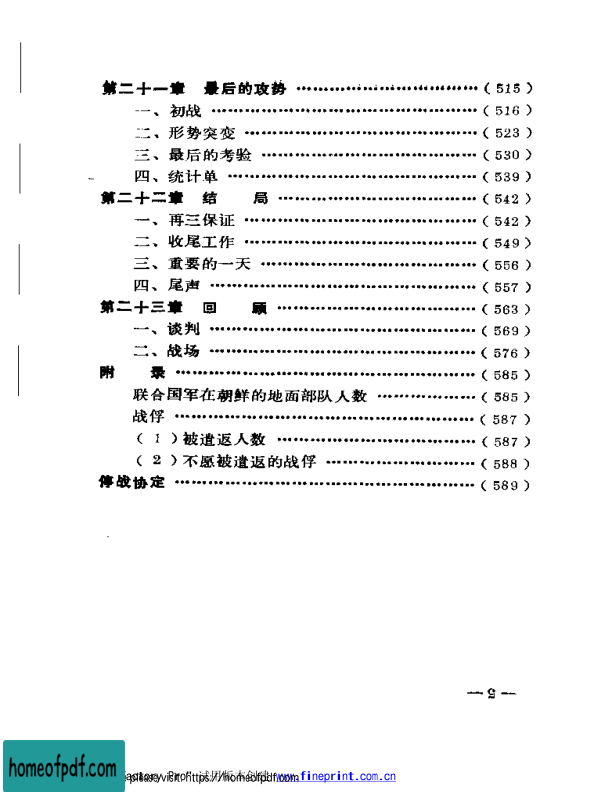 第二十一章 最后的攻势 ………………………………（515）
一、初战 ………………………………（516）
二、形势突变 ………………………………（523）
三、最后的考验 ………………………………（530）
四、统计单 ………………………………（539）
第二十二章 结 局 ………………………………（542）
一、再三保证 ………………………………（542）
二、收尾工作 ………………………………（549）
三、重要的一天 ………………………………（556）
四、尾声 ………………………………（557）
第二十三章 回 顾 ………………………………（563）
一、谈判 ………………………………（569）
二、战场 ………………………………（576）
附 录 ………………………………（585）
联合国军在朝鲜的地面部队人数 ………………（585）
战俘 ………………………………（587）
（1）被遣返人数 ………………………（587）
（2）不愿被遣返的战俘 ………………（588）
停战协定 ………………………………（589）
— 9 —
homeofpdf.com
please visit: https://homeofpdf.com
www.fineprint.com.cn